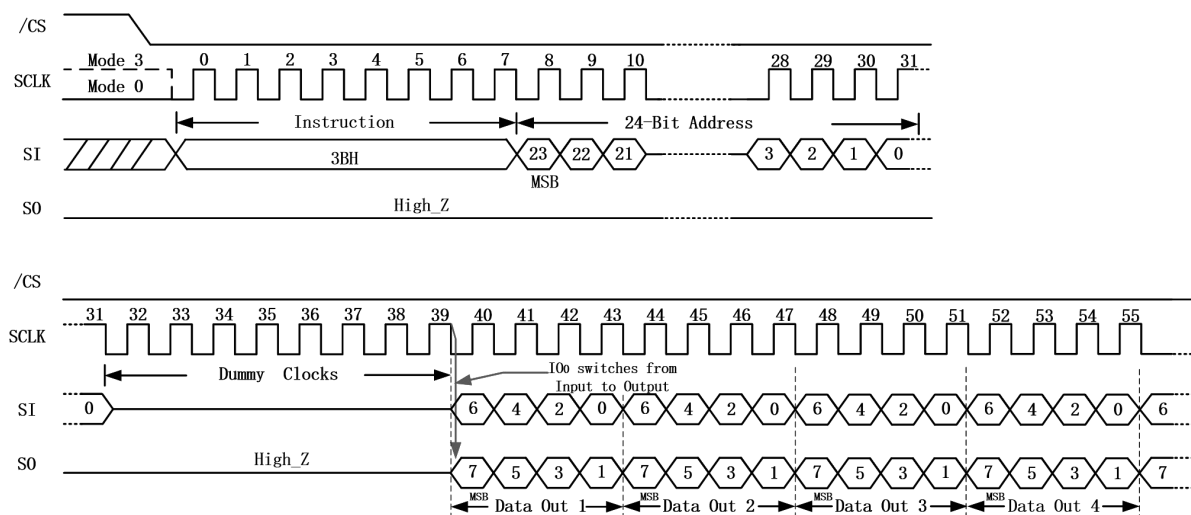 /CS
Mode 3 0 1 2 3 4 5 6 7 8 9 10 28 29 30 31
SCLK
Mode 0
Instruction 24-Bit Address
SI 3BH 23 22 21 3 2 1 0
MSB
SO High_Z
/CS
31 32 33 34 35 36 37 38 39 40 41 42 43 44 45 46 47 48 49 50 51 52 53 54 55
SCLK
Dummy Clocks IOo switches from
Input to Output
SI 0 6 4 2 0 6 4 2 0 6 4 2 0 6 4 2 0 6
SO High_Z 7 5 3 1 7 5 3 1 7 5 3 1 7 5 3 1 7
MSB Data Out 1 MSB Data Out 2 MSB Data Out 3 MSB Data Out 4